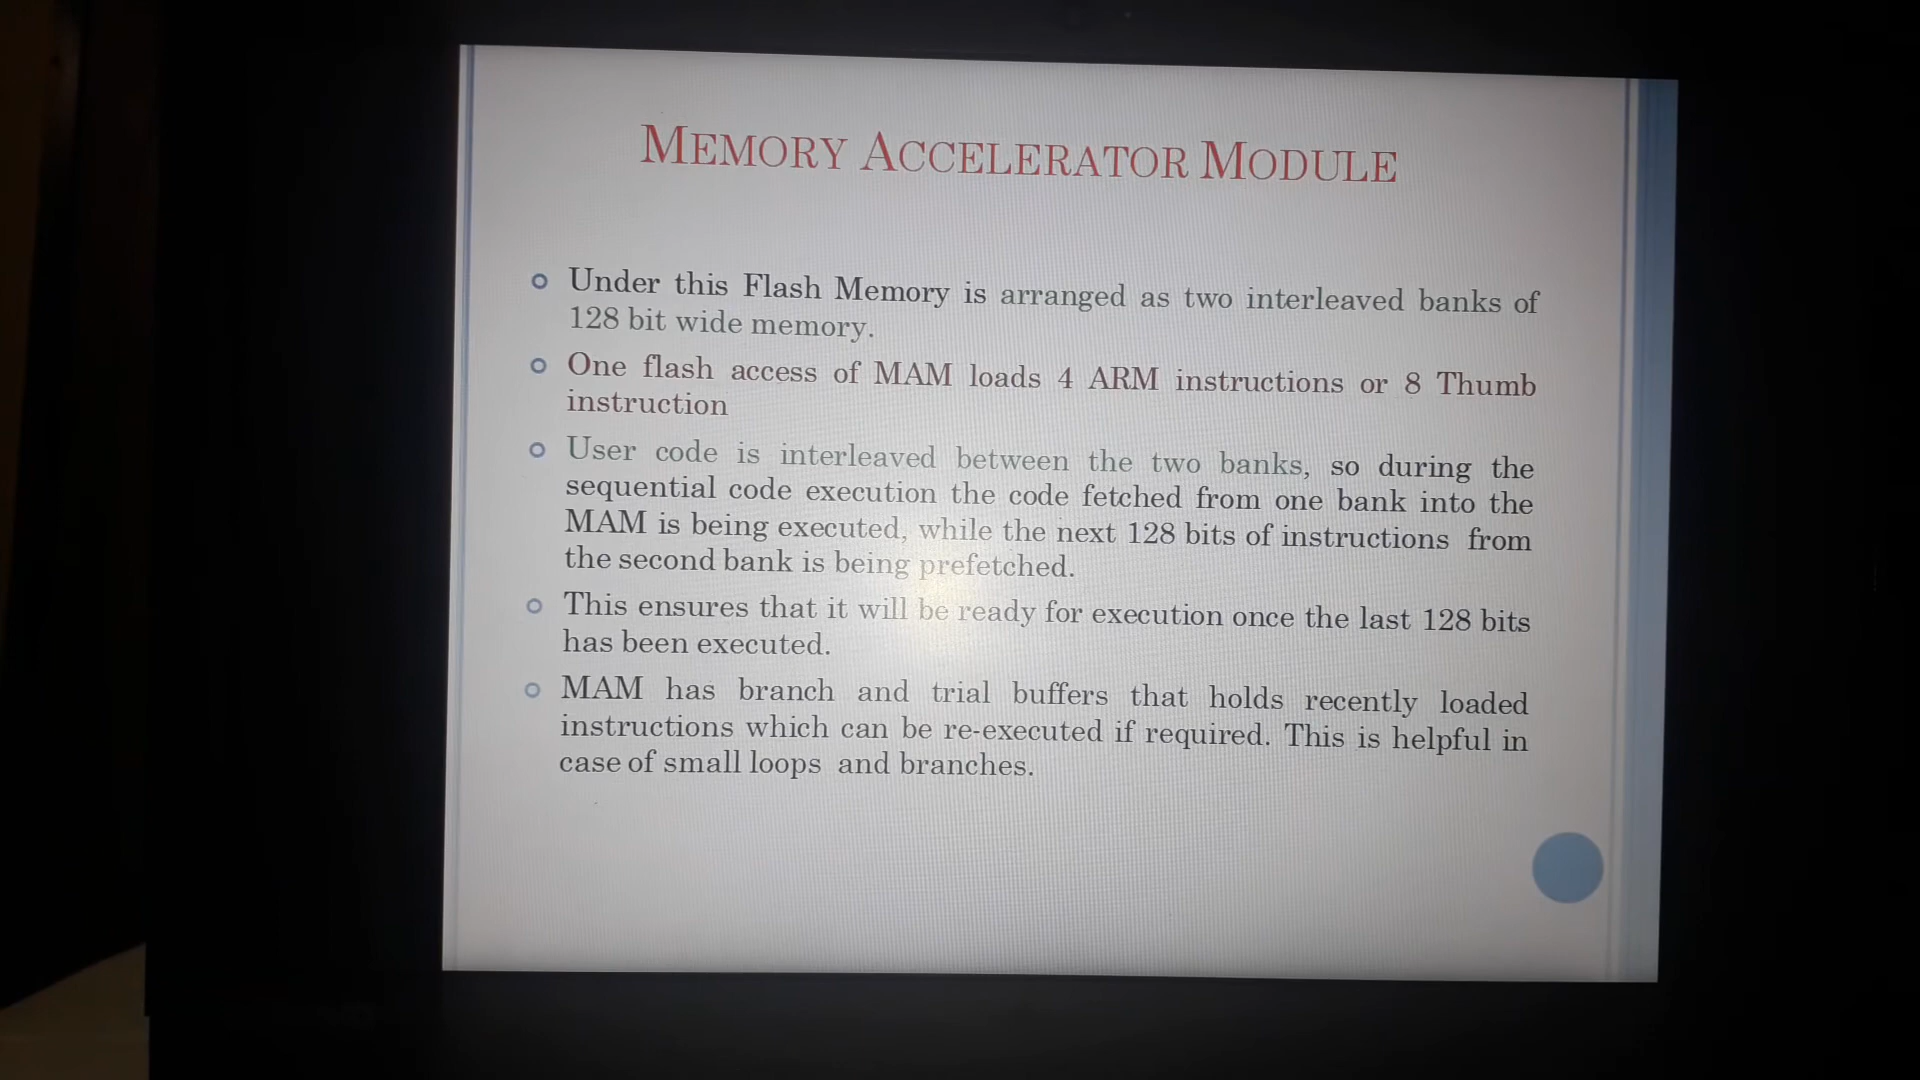 MEMORY ACCELERATOR MODULE
Under this Flash Memory is arranged as two interleaved banks of
128 bit wide memory.
One flash access of MAM loads 4 ARM instructions or 8 Thumb
instruction
User code is interleaved between the two banks, so during the
sequential code execution the code fetched from one bank into the
MAM is being executed, while the next 128 bits of instructions from
the second bank is being prefetched.
This ensures that it will be ready for execution once the last 128 bits
has been executed.
MAM has branch and trial buffers that holds recently loaded
instructions which can be re-executed if required. This is helpful in
case of small loops and branches.